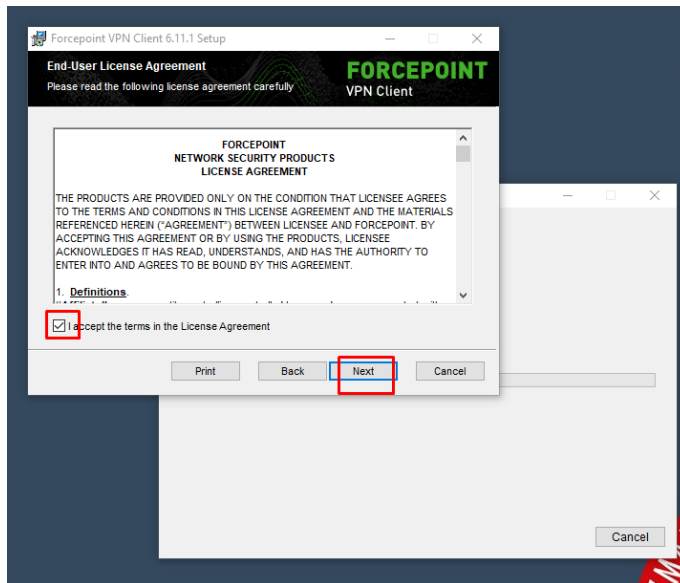 Forcepoint VPN Client 6.11.1 Setup
End-User License Agreement
Please read the following license agreement carefully
FORCEPOINT
VPN Client
FORCEPOINT
NETWORK SECURITY PRODUCTS
LICENSE AGREEMENT
THE PRODUCTS ARE PROVIDED ONLY ON THE CONDITION THAT LICENSEE AGREES
TO THE TERMS AND CONDITIONS IN THIS LICENSE AGREEMENT AND THE MATERIALS
REFERENCED HEREIN ("AGREEMENT") BETWEEN LICENSEE AND FORCEPOINT. BY
ACCEPTING THIS AGREEMENT OR BY USING THE PRODUCTS, LICENSEE
ACKNOWLEDGES IT HAS READ, UNDERSTANDS, AND HAS THE AUTHORITY TO
ENTER INTO AND AGREES TO BE BOUND BY THIS AGREEMENT.
1. Definitions.
I accept the terms in the License Agreement
Print
Back
Next
Cancel
Cancel